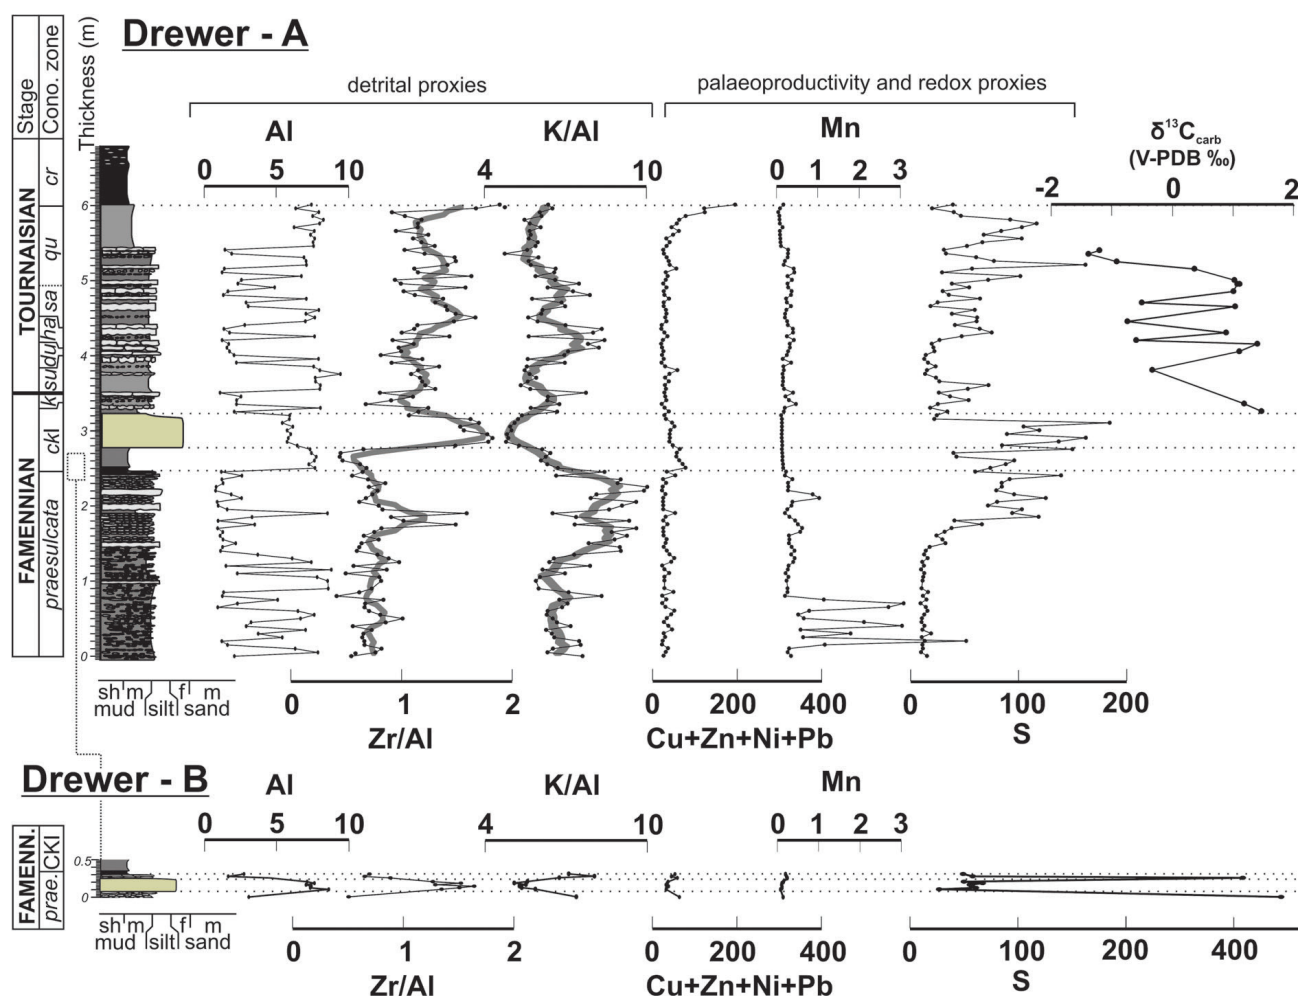 Drewer - A
Stage
Cono. zone
Thickness (m)
detrital proxies
palaeoproductivity and redox proxies
Al
K/Al
Mn
δ13Ccarb
(V-PDB ‰)
0 5 10
4 10
0 1 2 3
-2 0 2
TOURNAISIAN
FAMENNIAN
cr
qu
sa
ha
du
su
k
ckl
praesulcata
6
5
4
3
2
1
0
sh m f m
mud silt sand
0 1 2
Zr/Al
0 200 400
Cu+Zn+Ni+Pb
0 100 200
S
Drewer - B
Al
K/Al
Mn
0 5 10
4 10
0 1 2 3
FAMENN.
prae.
CKI
0.5
0
sh m f m
mud silt sand
0 1 2
Zr/Al
0 200 400
Cu+Zn+Ni+Pb
0 100 200 400
S